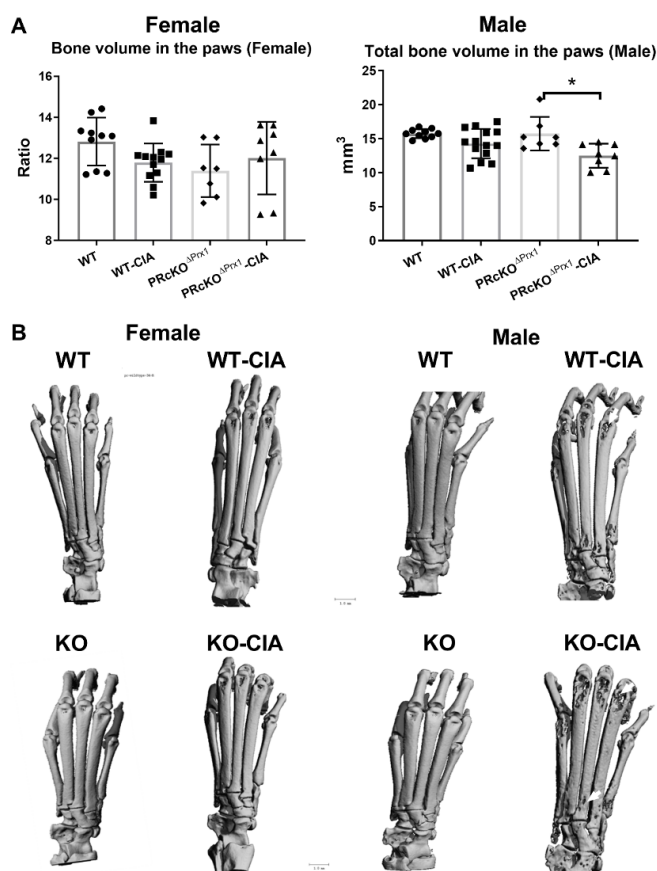 A
Female
Bone volume in the paws (Female)
Ratio
16
14
12
10
8
WT
WT-CIA
PRcKO^ΔPrx1
PRcKO^ΔPrx1-CIA
Male
Total bone volume in the paws (Male)
mm³
25
20
15
10
5
0
*
WT
WT-CIA
PRcKO^ΔPrx1
PRcKO^ΔPrx1-CIA
B
Female
Male
WT
WT-CIA
WT
WT-CIA
KO
KO-CIA
KO
KO-CIA